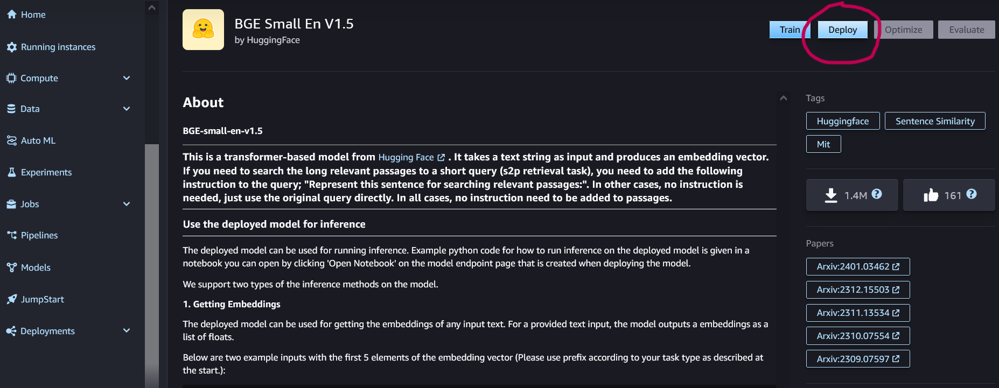 Home
Running instances
Compute
Data
Auto ML
Experiments
Jobs
Pipelines
Models
JumpStart
Deployments
BGE Small En V1.5
by HuggingFace
Train
Deploy
Optimize
Evaluate
About
BGE-small-en-v1.5
This is a transformer-based model from Hugging Face . It takes a text string as input and produces an embedding vector.
If you need to search the long relevant passages to a short query (s2p retrieval task), you need to add the following
instruction to the query; "Represent this sentence for searching relevant passages:". In other cases, no instruction is
needed, just use the original query directly. In all cases, no instruction need to be added to passages.
Use the deployed model for inference
The deployed model can be used for running inference. Example python code for how to run inference on the deployed model is given in a
notebook you can open by clicking 'Open Notebook' on the model endpoint page that is created when deploying the model.
We support two types of the inference methods on the model.
1. Getting Embeddings
The deployed model can be used for getting the embeddings of any input text. For a provided text input, the model outputs a embeddings as a
list of floats.
Below are two example inputs with the first 5 elements of the embedding vector (Please use prefix according to your task type as described at
the start.):
Tags
Huggingface
Sentence Similarity
Mit
1.4M
161
Papers
Arxiv:2401.03462
Arxiv:2312.15503
Arxiv:2311.13534
Arxiv:2310.07554
Arxiv:2309.07597